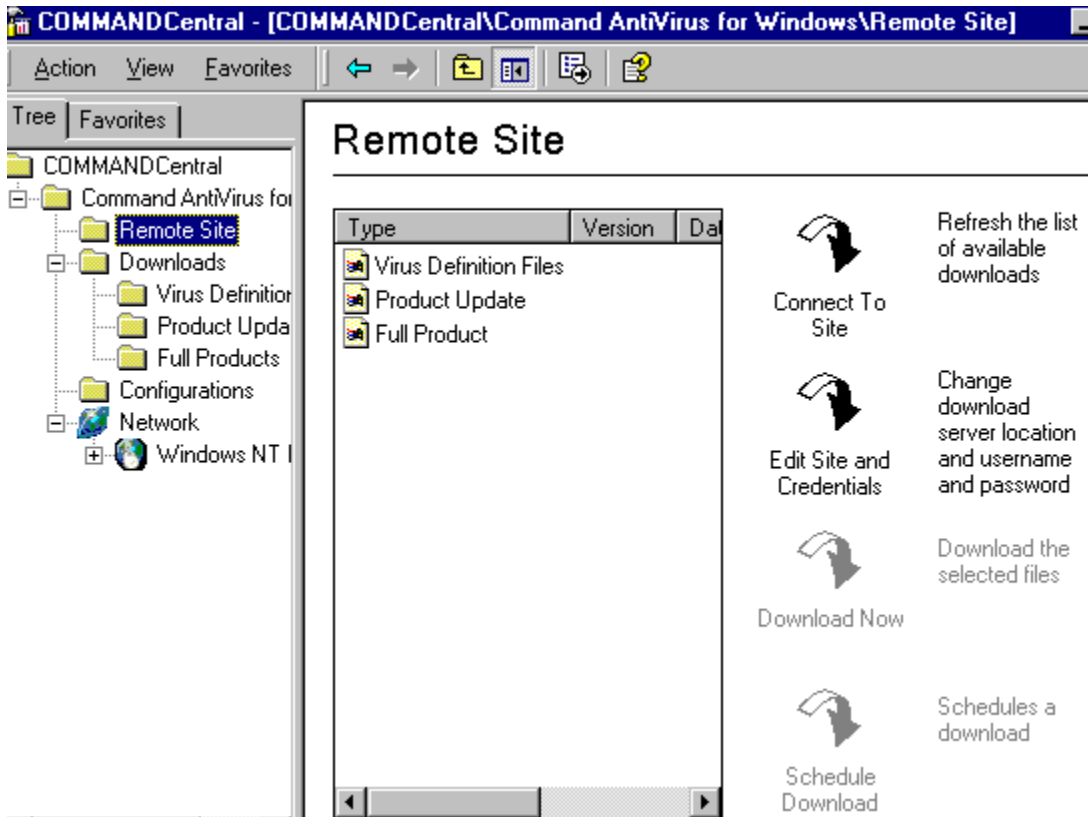 COMMANDCentral - [COMMANDCentral\Command AntiVirus for Windows\Remote Site]
Action View Favorites
Tree Favorites
COMMANDCentral
Command AntiVirus for
Remote Site
Downloads
Virus Definition
Product Upda
Full Products
Configurations
Network
Windows NT
Remote Site
Type Version Dat
Virus Definition Files
Product Update
Full Product
Connect To
Site
Refresh the list
of available
downloads
Edit Site and
Credentials
Change
download
server location
and username
and password
Download Now
Download the
selected files
Schedule
Download
Schedules a
download